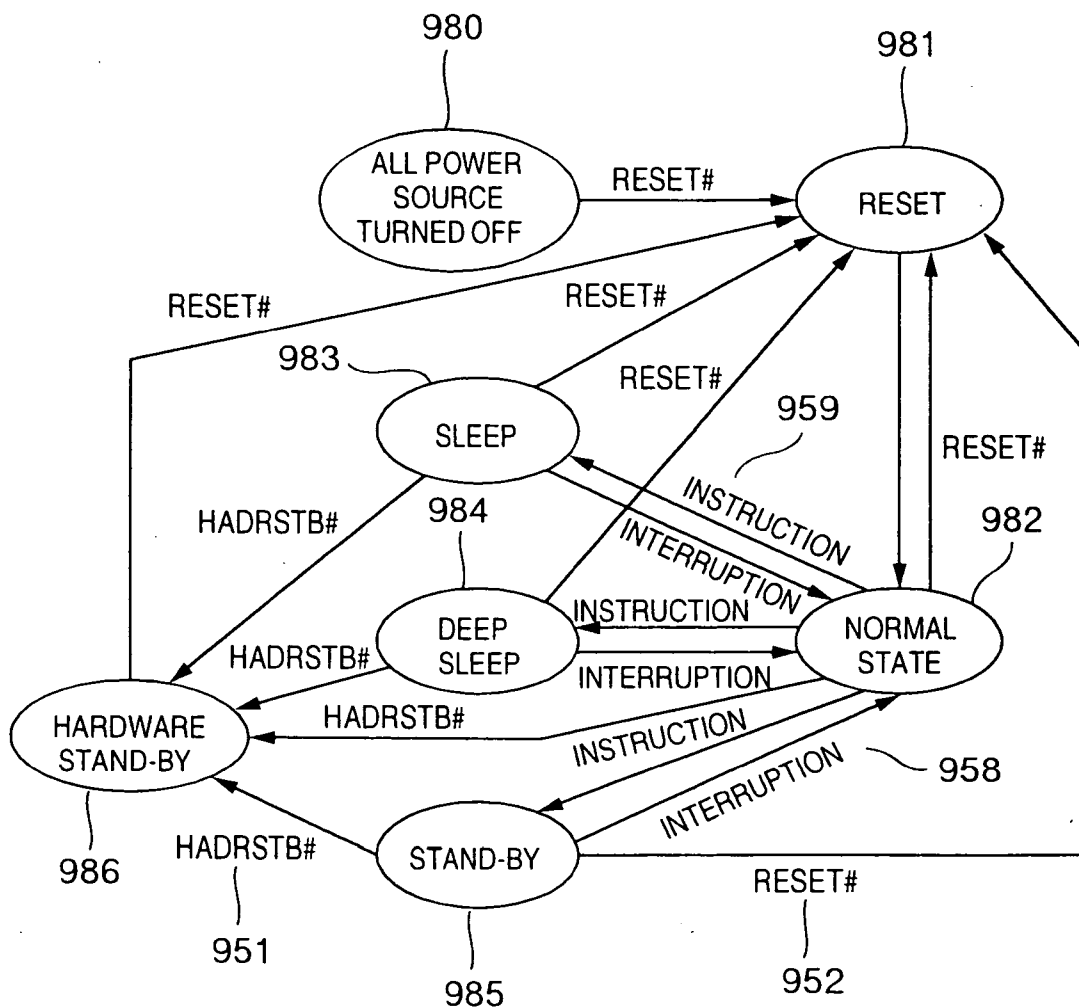 980
981
ALL POWER
SOURCE
TURNED OFF
RESET#
RESET
RESET#
RESET#
983
RESET#
959
SLEEP
RESET#
INSTRUCTION
984
982
HADRSTB#
INTERRUPTION
INSTRUCTION
DEEP
SLEEP
NORMAL
STATE
HADRSTB#
INTERRUPTION
HARDWARE
STAND-BY
HADRSTB#
INSTRUCTION
958
INTERRUPTION
986
HADRSTB#
STAND-BY
RESET#
951
985
952